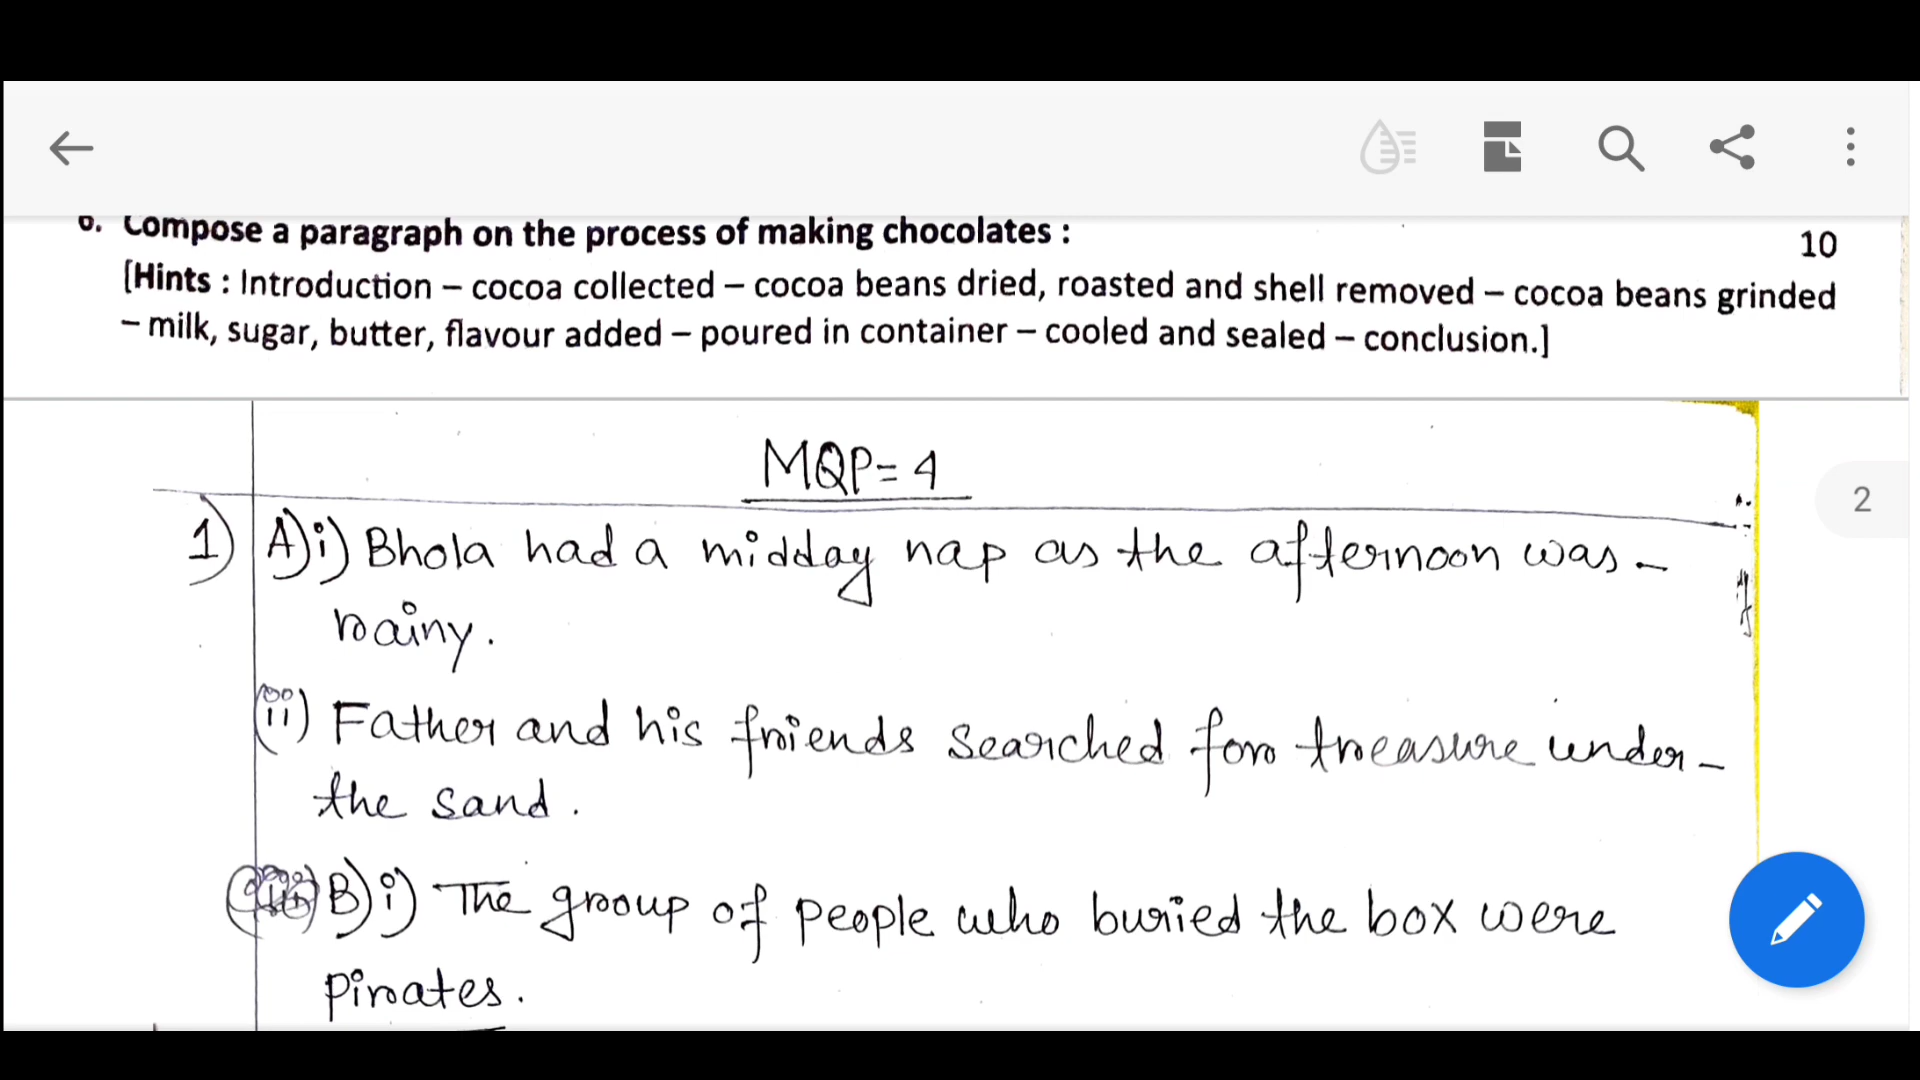 6. Compose a paragraph on the process of making chocolates :
10
[Hints : Introduction – cocoa collected – cocoa beans dried, roasted and shell removed – cocoa beans grinded
– milk, sugar, butter, flavour added – poured in container – cooled and sealed – conclusion.]
MQP= 4
2
1) A) i) Bhola had a midday nap as the afternoon was -
rainy.
(ii) Father and his friends searched for treasure under -
the sand.
B) i) The group of people who buried the box were
Pirates.